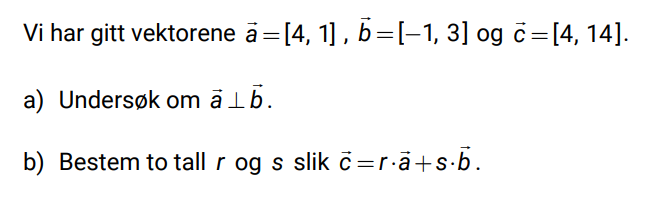 Vi har gitt vektorene a⃗ = [4, 1] , b⃗ = [−1, 3] og c⃗ = [4, 14].
a) Undersøk om a⃗ ⊥ b⃗ .
b) Bestem to tall r og s slik c⃗ = r·a⃗ + s·b⃗ .